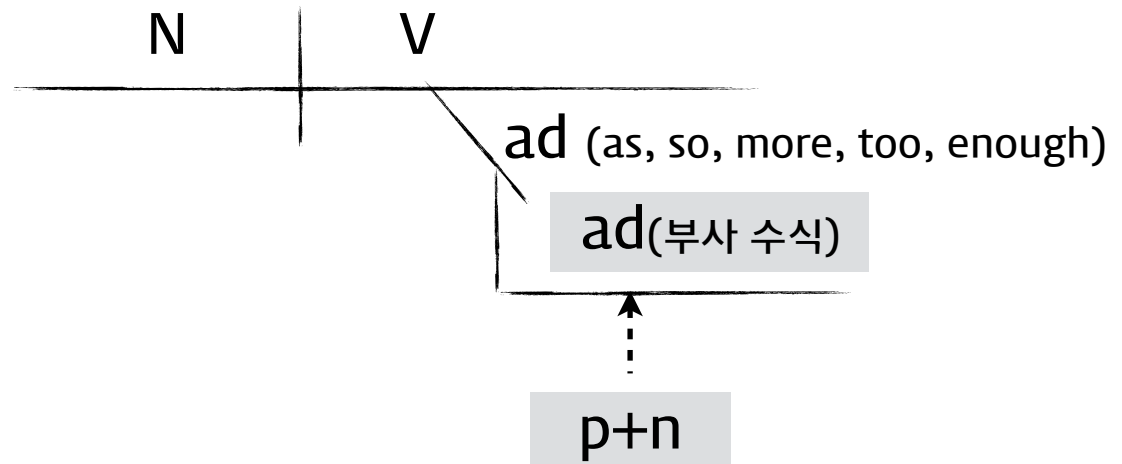 N V
ad (as, so, more, too, enough)
ad(부사 수식)
p+n